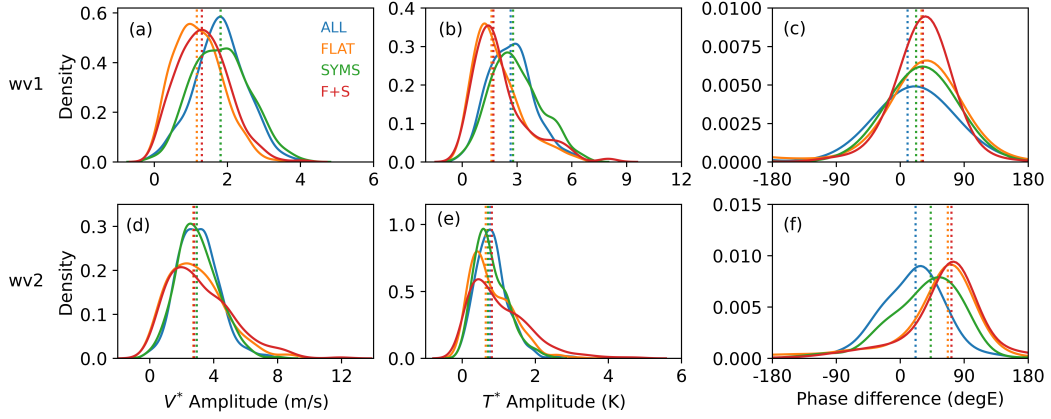 (a)
ALL
FLAT
SYMS
F+S
wv1
Density
0.6
0.4
0.2
0.0
0 2 4 6
(b)
0.4
0.3
0.2
0.1
0.0
0 3 6 9 12
(c)
0.0100
0.0075
0.0050
0.0025
0.0000
-180 -90 0 90 180
wv2
Density
(d)
0.3
0.2
0.1
0.0
0 4 8 12
V* Amplitude (m/s)
(e)
1.0
0.5
0.0
0 2 4 6
T* Amplitude (K)
(f)
0.015
0.010
0.005
0.000
-180 -90 0 90 180
Phase difference (degE)